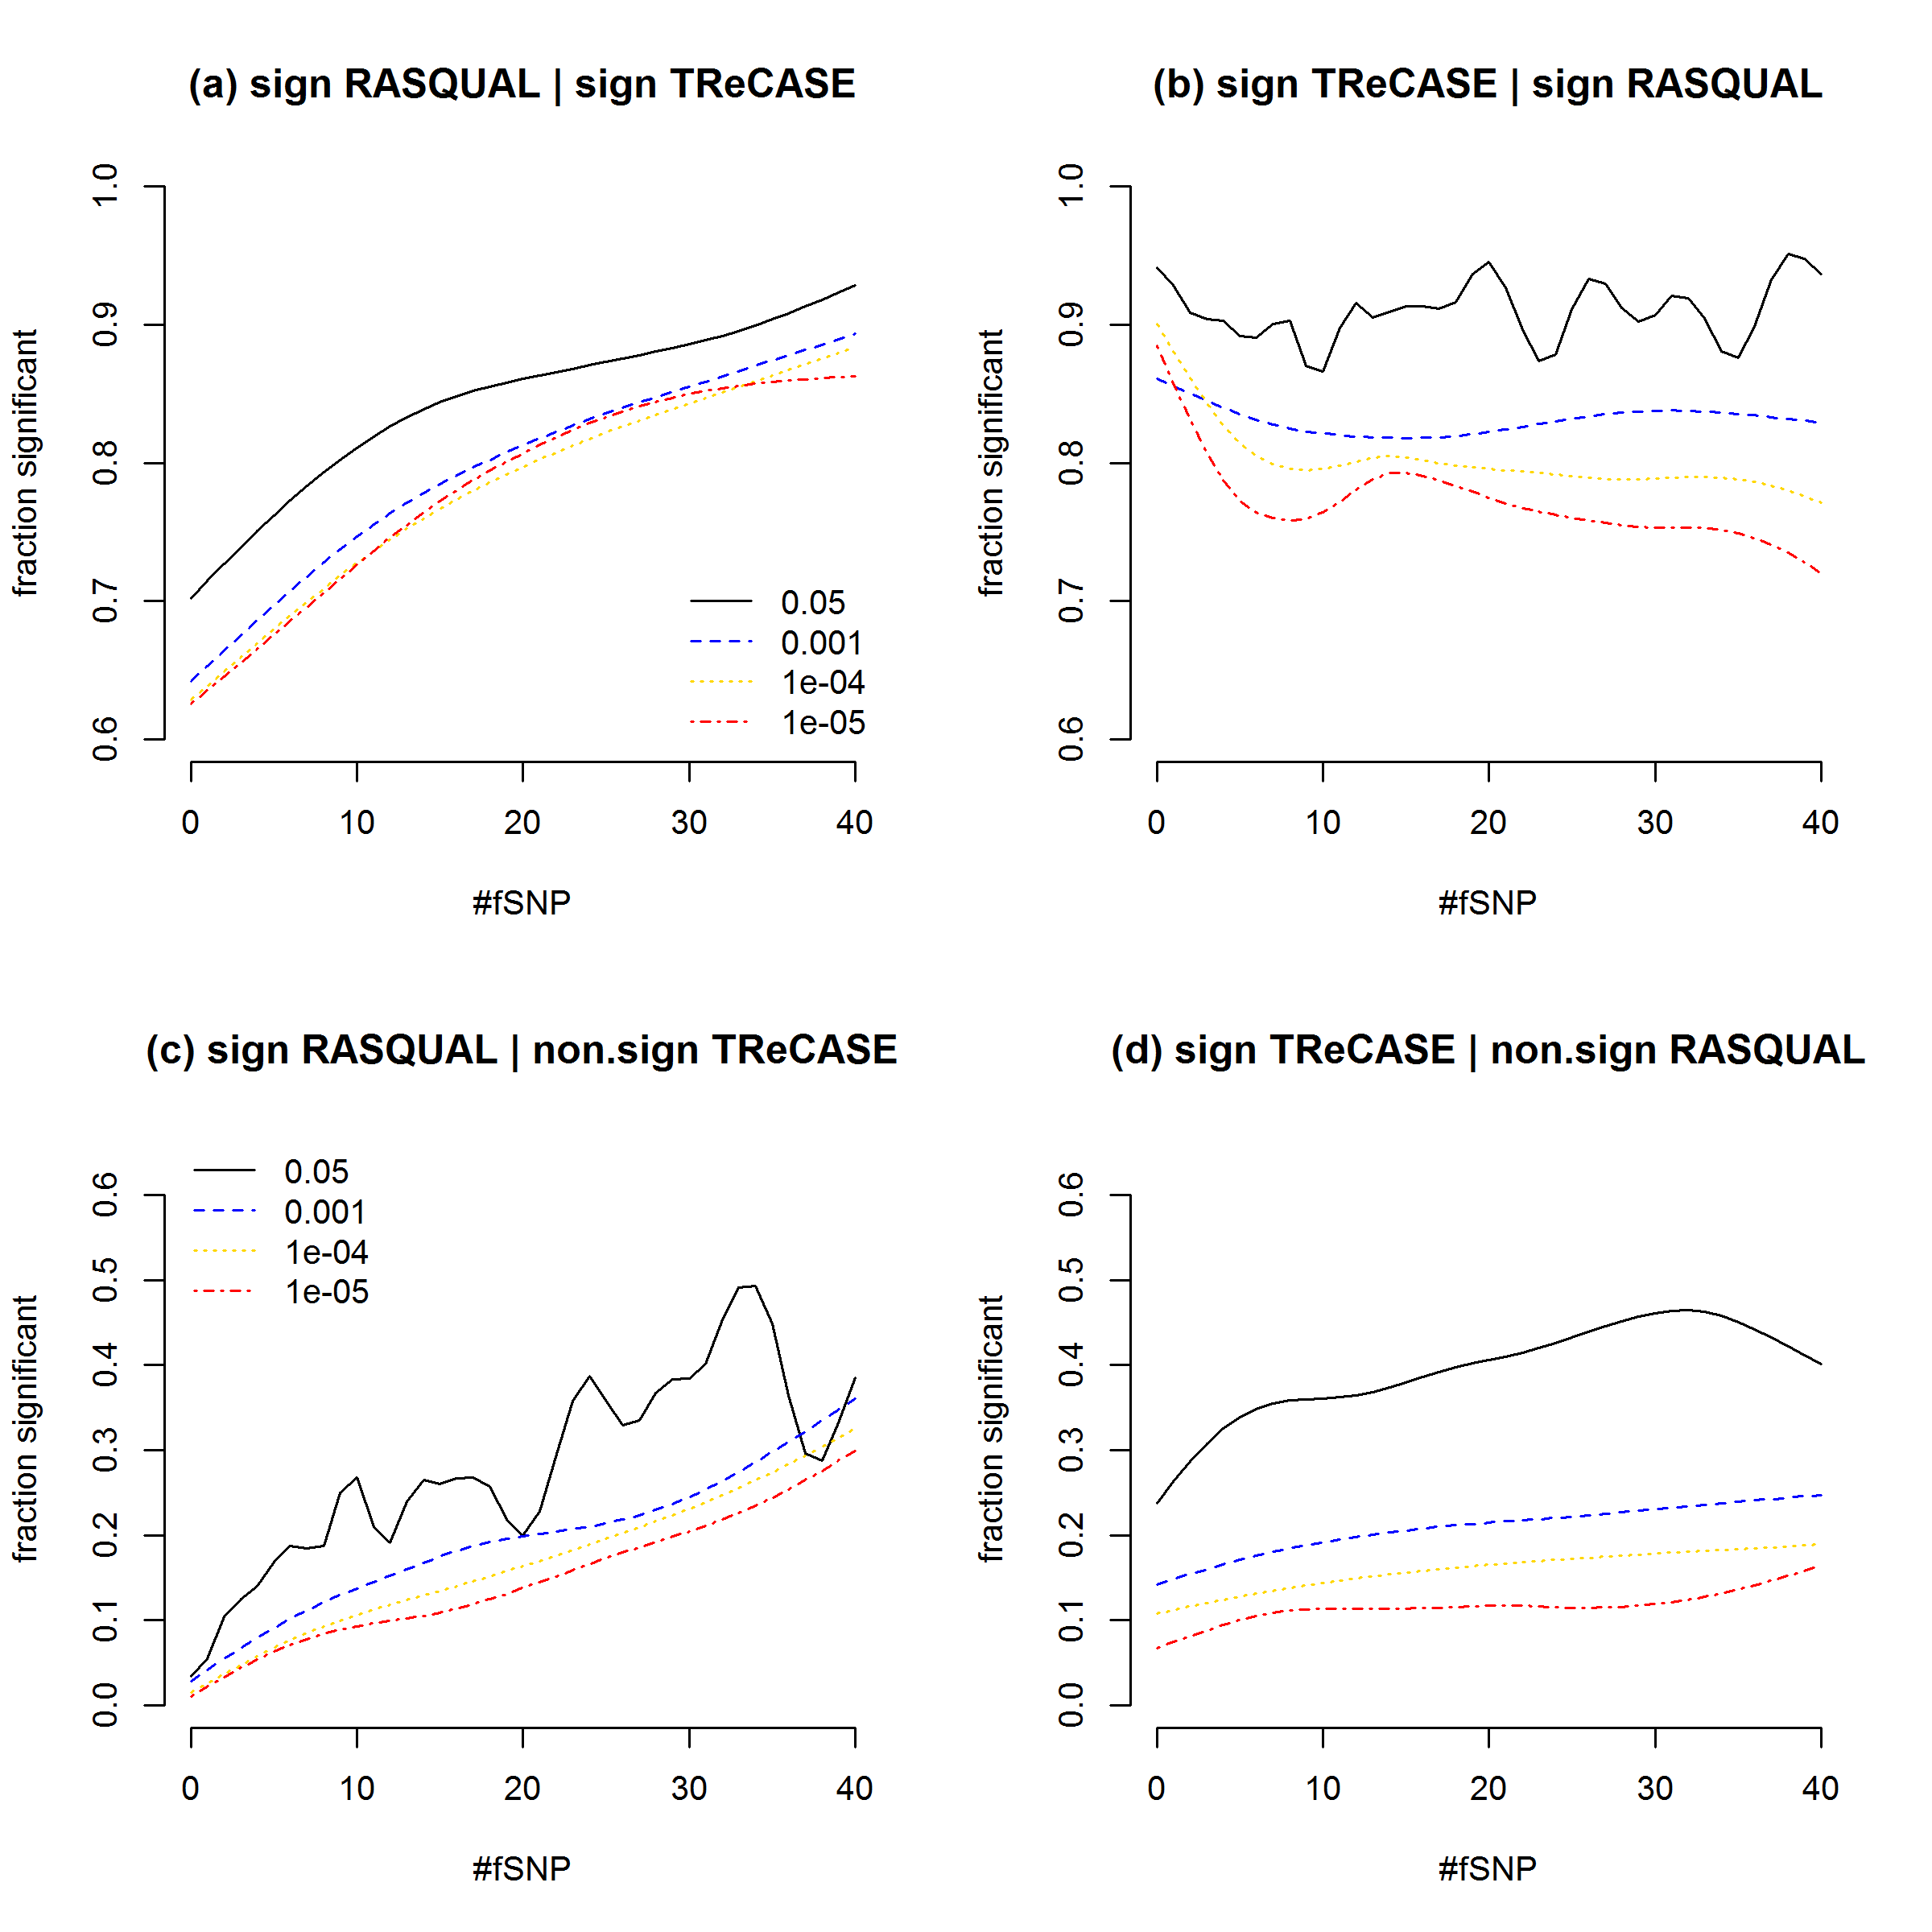 (a) sign RASQUAL | sign TReCASE
fraction significant
1.0
0.9
0.8
0.7
0.6
0.05
0.001
1e-04
1e-05
0 10 20 30 40
#fSNP
(b) sign TReCASE | sign RASQUAL
fraction significant
1.0
0.9
0.8
0.7
0.6
0 10 20 30 40
#fSNP
(c) sign RASQUAL | non.sign TReCASE
fraction significant
0.6
0.5
0.4
0.3
0.2
0.1
0.0
0.05
0.001
1e-04
1e-05
0 10 20 30 40
#fSNP
(d) sign TReCASE | non.sign RASQUAL
fraction significant
0.6
0.5
0.4
0.3
0.2
0.1
0.0
0 10 20 30 40
#fSNP